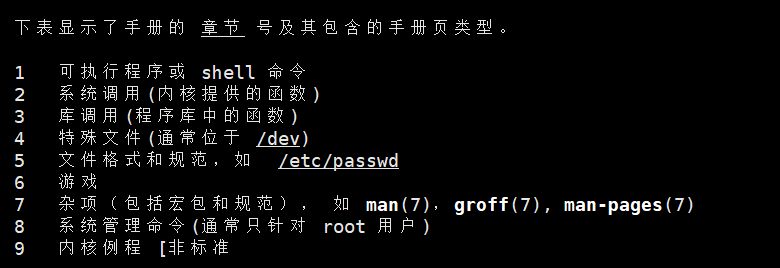 下表显示了手册的 章节 号及其包含的手册页类型。
1 可执行程序或 shell 命令
2 系统调用(内核提供的函数)
3 库调用(程序库中的函数)
4 特殊文件(通常位于 /dev)
5 文件格式和规范，如 /etc/passwd
6 游戏
7 杂项（包括宏包和规范）， 如 man(7)，groff(7), man-pages(7)
8 系统管理命令(通常只针对 root 用户)
9 内核例程 [非标准